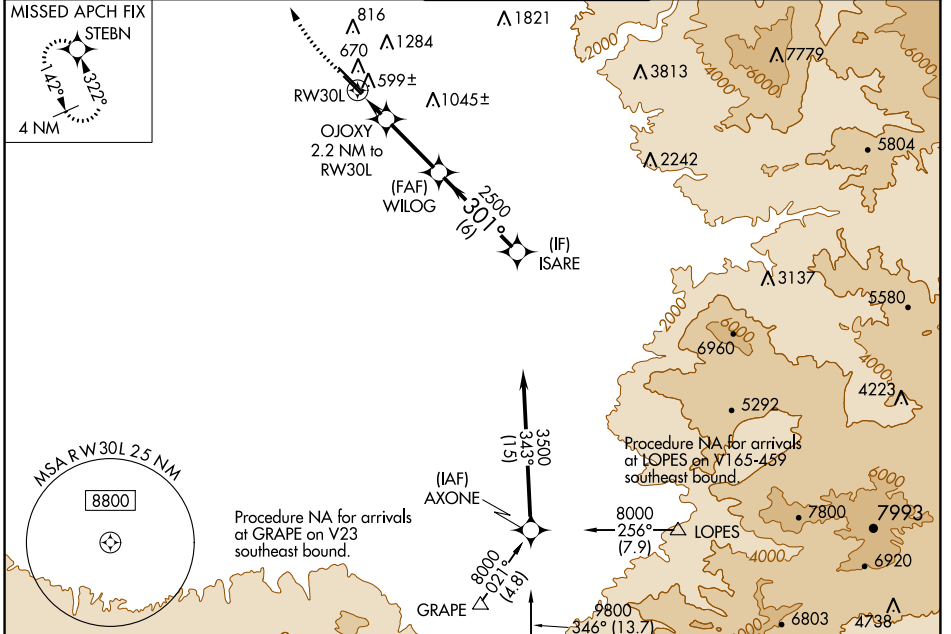 MISSED APCH FIX
STEBN
142°
322°
4 NM
816
1284
670
599±
1045±
1821
RW30L
OJOXY
2.2 NM to
RW30L
(FAF)
WILOG
2500
301°
(6)
(IF)
ISARE
2000
3813
4000
6000
7779
6000
2242
5804
3137
5580
2000
6000
6960
4000
4223
5292
Procedure NA for arrivals
at LOPES on V165-459
southeast bound.
MSA RW30L 25 NM
8800
Procedure NA for arrivals
at GRAPE on V23
southeast bound.
3500
343°
(15)
(IAF)
AXONE
8000
256°
(7.9)
LOPES
8000
021°
(4.8)
GRAPE
9800
346° (13.7)
6000
7800
7993
4000
6920
6803
4738